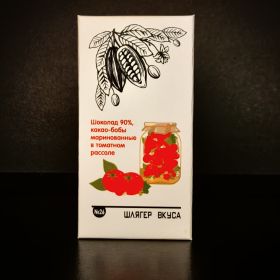 Шоколад 90%,
какао-бобы
маринованные
в томатном
рассоле
№26
ШЛЯГЕР ВКУСА